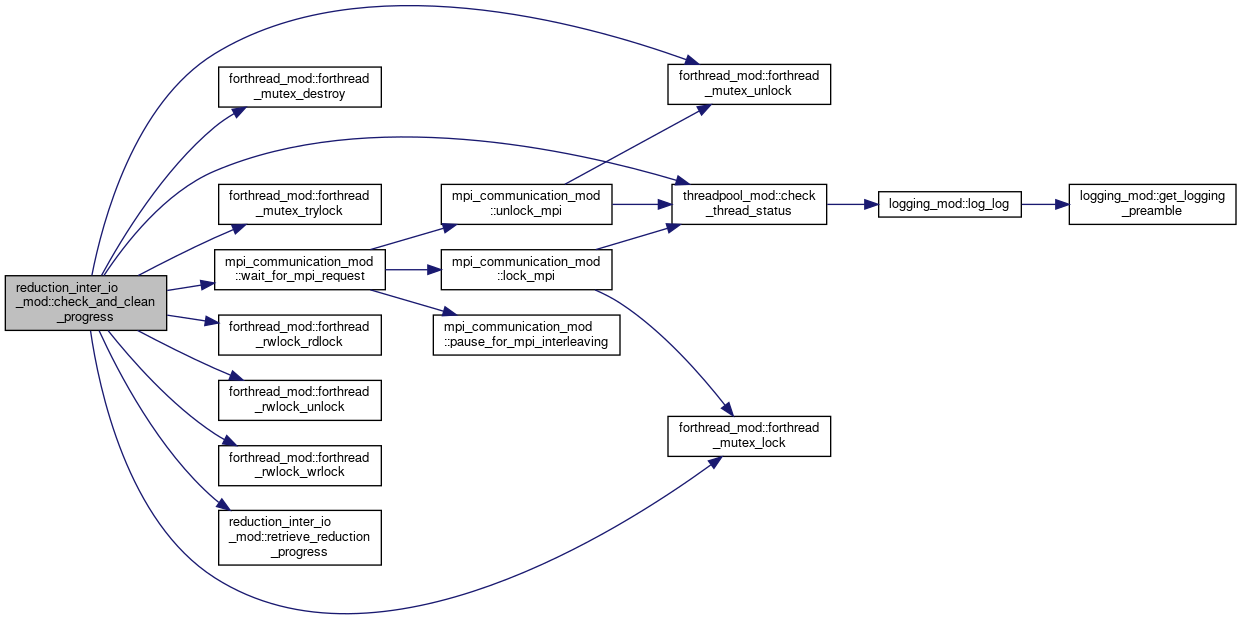 reduction_inter_io
_mod::check_and_clean
_progress
forthread_mod::forthread
_mutex_destroy
forthread_mod::forthread
_mutex_trylock
mpi_communication_mod
::wait_for_mpi_request
forthread_mod::forthread
_rwlock_rdlock
forthread_mod::forthread
_rwlock_unlock
forthread_mod::forthread
_rwlock_wrlock
reduction_inter_io
_mod::retrieve_reduction
_progress
mpi_communication_mod
::unlock_mpi
mpi_communication_mod
::lock_mpi
mpi_communication_mod
::pause_for_mpi_interleaving
forthread_mod::forthread
_mutex_unlock
threadpool_mod::check
_thread_status
forthread_mod::forthread
_mutex_lock
logging_mod::log_log
logging_mod::get_logging
_preamble